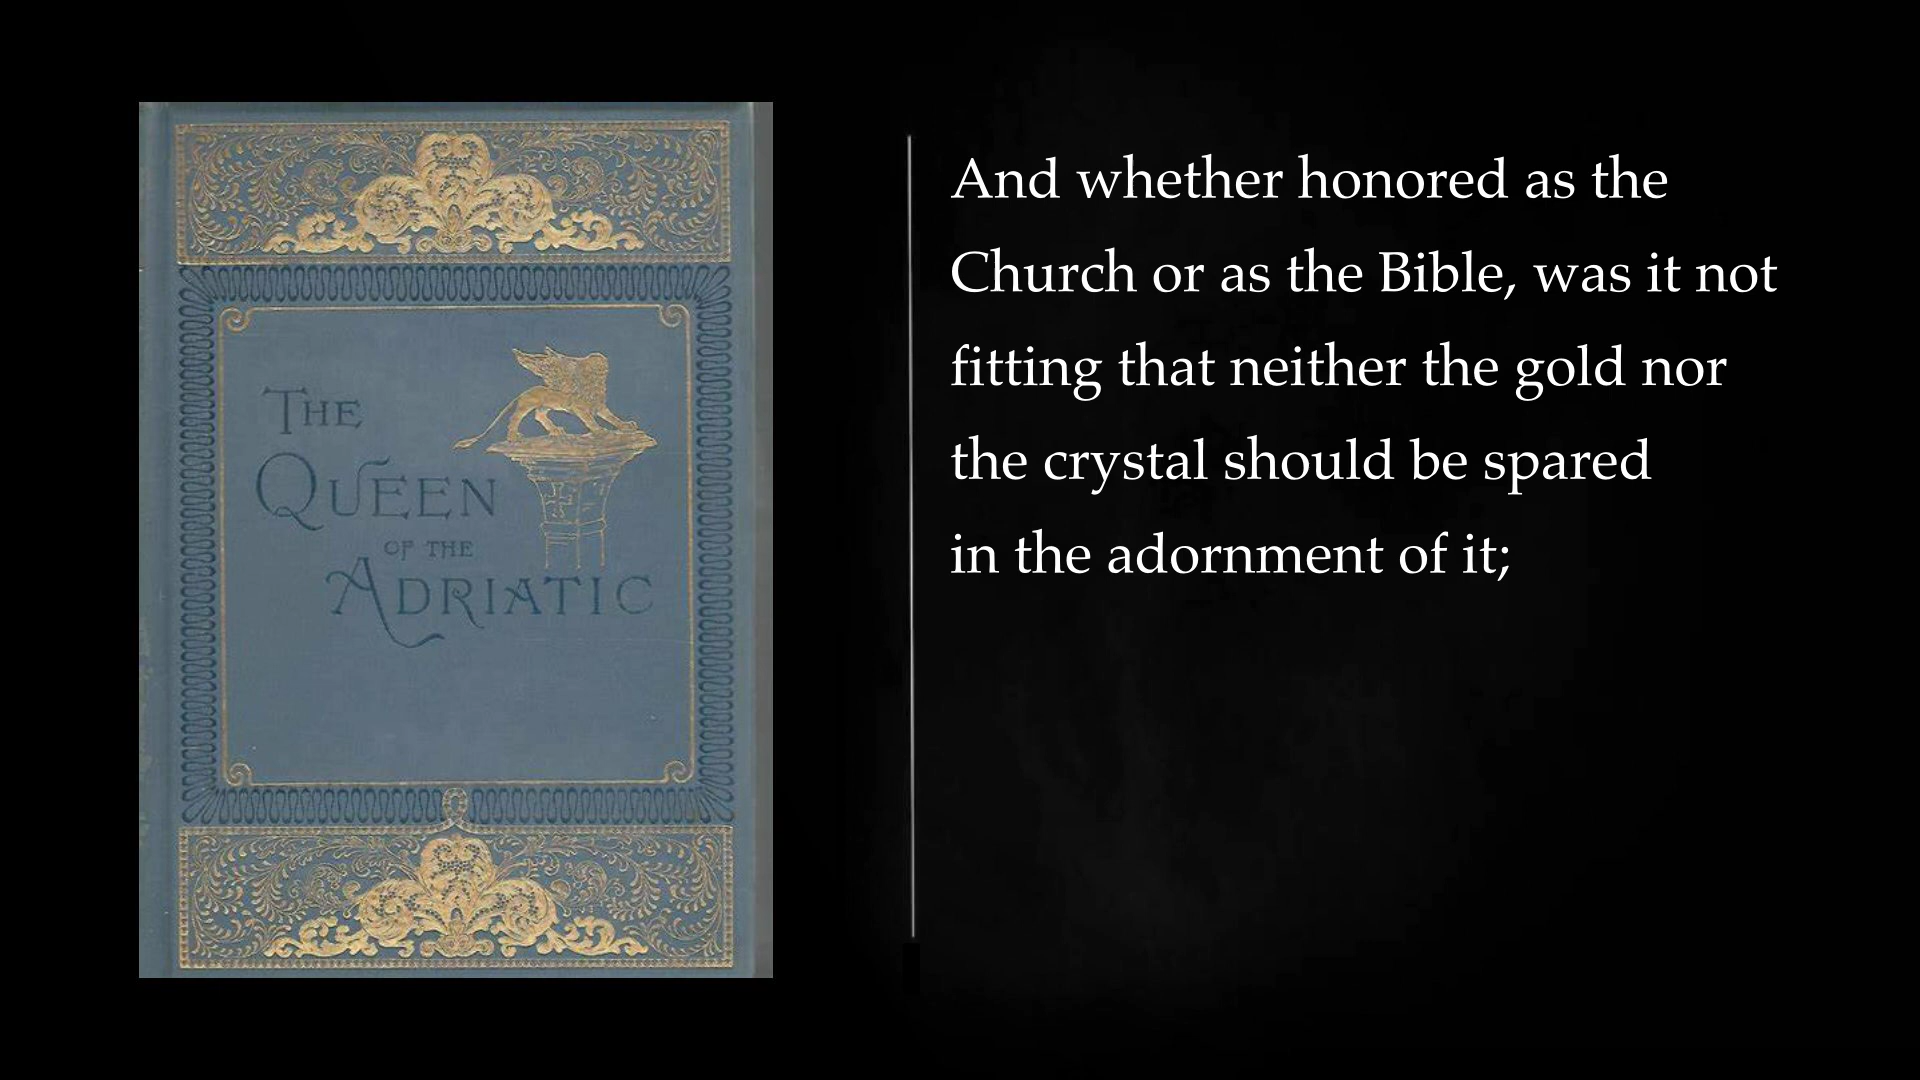 THE
QUEEN
OF THE
ADRIATIC
And whether honored as the
Church or as the Bible, was it not
fitting that neither the gold nor
the crystal should be spared
in the adornment of it;